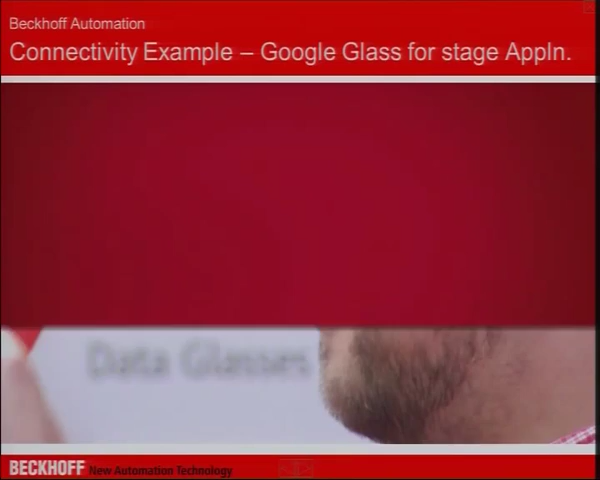 Beckhoff Automation
Connectivity Example – Google Glass for stage Appln.
Data Glasses
BECKHOFF New Automation Technology